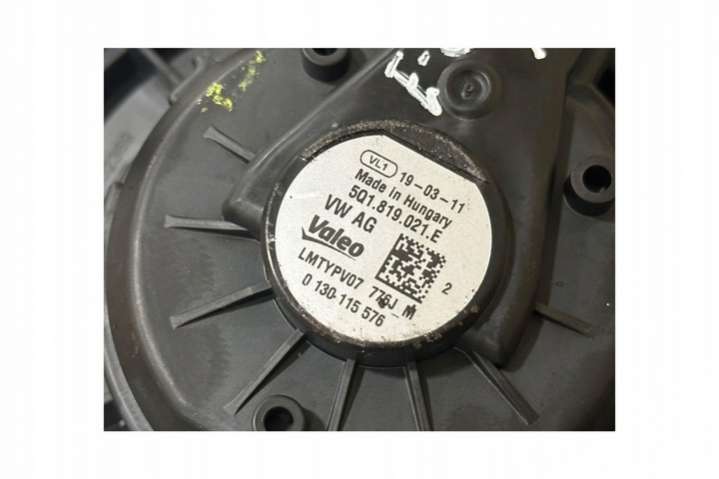 VL1 19-03-11
Made in Hungary
5Q1.819.021.E
VW AG
Valeo
2
LMTYPV07 776J M
0 130-115 576